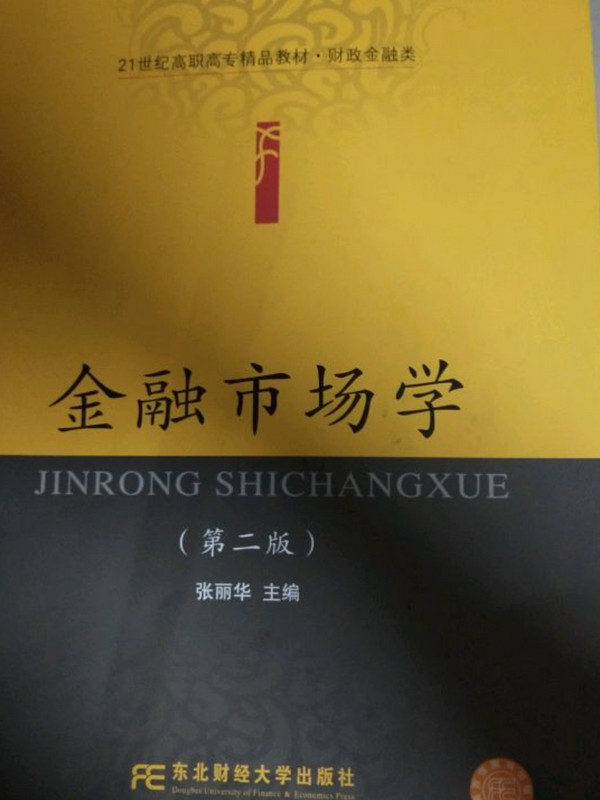 21世纪高职高专精品教材·财政金融类
金融市场学
JINRONG SHICHANGXUE
(第二版)
张丽华 主编
东北财经大学出版社
Dongbei University of Finance & Economics Press